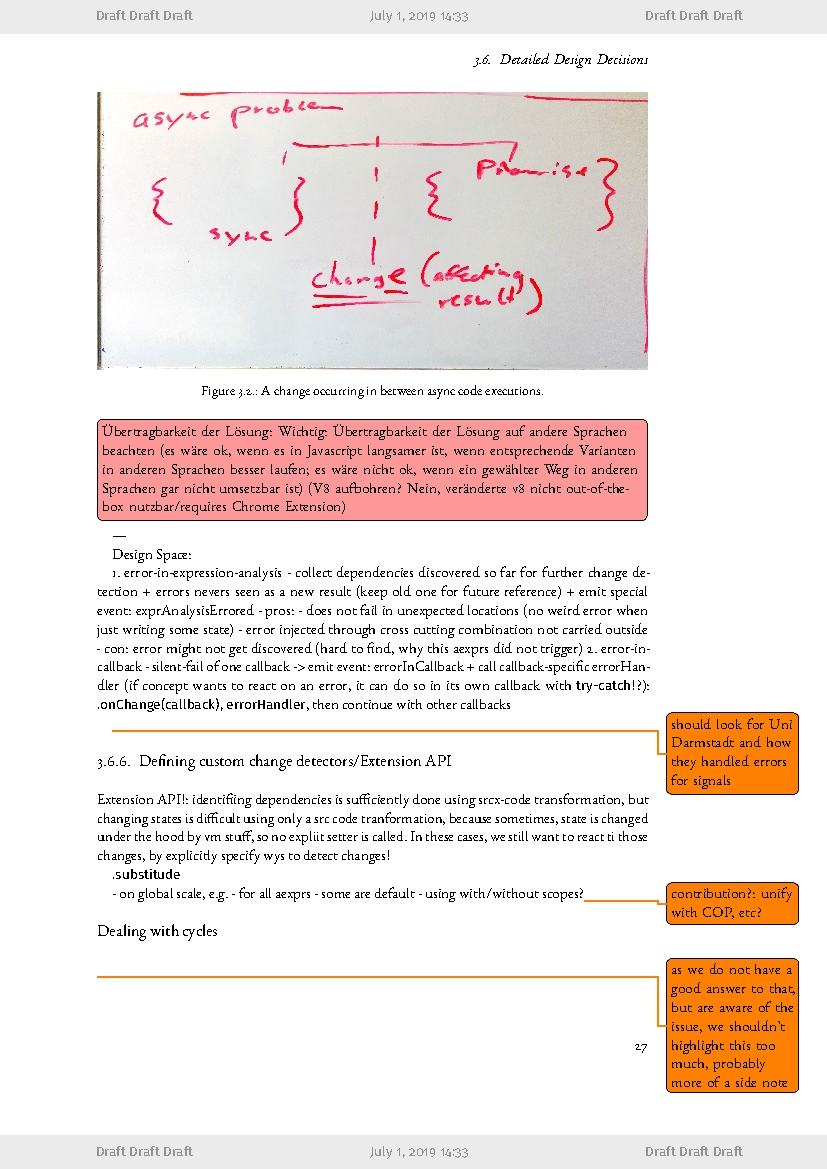 Draft Draft Draft July 1, 2019 14:33 Draft Draft Draft
3.6. Detailed Design Decisions
async problem
Promise
{ } { }
sync
change (affecting
result)
Figure 3.2.: A change occurring in between async code executions.
Übertragbarkeit der Lösung: Wichtig: Übertragbarkeit der Lösung auf andere Sprachen
beachten (es wäre ok, wenn es in Javascript langsamer ist, wenn entsprechende Varianten
in anderen Sprachen besser laufen; es wäre nicht ok, wenn ein gewählter Weg in anderen
Sprachen gar nicht umsetzbar ist) (V8 aufbohren? Nein, veränderte v8 nicht out-of-the-
box nutzbar/requires Chrome Extension)
—
Design Space:
1. error-in-expression-analysis - collect dependencies discovered so far for further change de-
tection + errors nevers seen as a new result (keep old one for future reference) + emit special
event: exprAnalysisErrored - pros: - does not fail in unexpected locations (no weird error when
just writing some state) - error injected through cross cutting combination not carried outside
- con: error might not get discovered (hard to find, why this aexprs did not trigger) 2. error-in-
callback - silent-fail of one callback -> emit event: errorInCallback + call callback-specific errorHan-
dler (if concept wants to react on an error, it can do so in its own callback with try-catch!?):
.onChange(callback), errorHandler, then continue with other callbacks
should look for Uni
Darmstadt and how
they handled errors
for signals
3.6.6. Defining custom change detectors/Extension API
Extension API!: identifiing dependencies is sufficiently done using srcx-code transformation, but
changing states is difficult using only a src code tranformation, because sometimes, state is changed
under the hood by vm stuff, so no expliit setter is called. In these cases, we still want to react ti those
changes, by explicitly specify wys to detect changes!
.substitude
- on global scale, e.g. - for all aexprs - some are default - using with/without scopes?
contribution?: unify
with COP, etc?
Dealing with cycles
as we do not have a
good answer to that,
but are aware of the
issue, we shouldn't
highlight this too
much, probably
more of a side note
27
Draft Draft Draft July 1, 2019 14:33 Draft Draft Draft